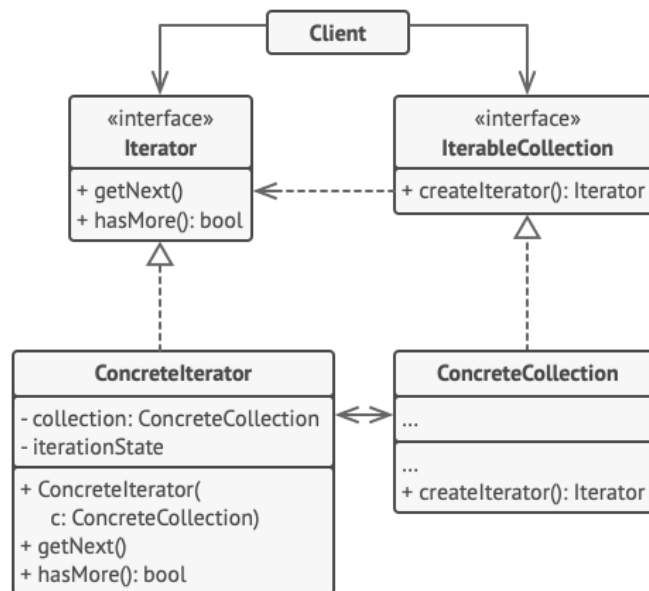 Client
«interface»
Iterator
+ getNext()
+ hasMore(): bool
«interface»
IterableCollection
+ createIterator(): Iterator
ConcreteIterator
- collection: ConcreteCollection
- iterationState
+ ConcreteIterator(
c: ConcreteCollection)
+ getNext()
+ hasMore(): bool
ConcreteCollection
...
...
+ createIterator(): Iterator